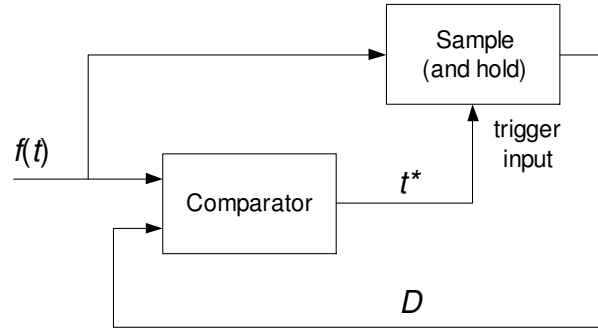 Sample
(and hold)
trigger
input
f(t)
Comparator
t*
D